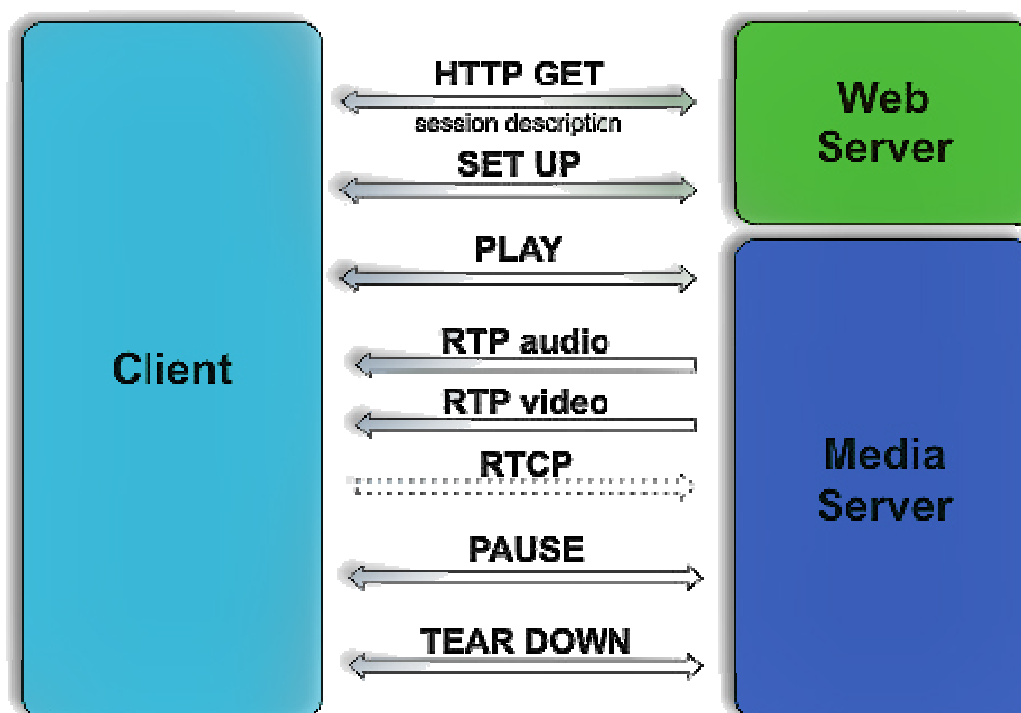 HTTP GET
session description
SET UP
PLAY
RTP audio
RTP video
RTCP
PAUSE
TEAR DOWN
Client
Web
Server
Media
Server